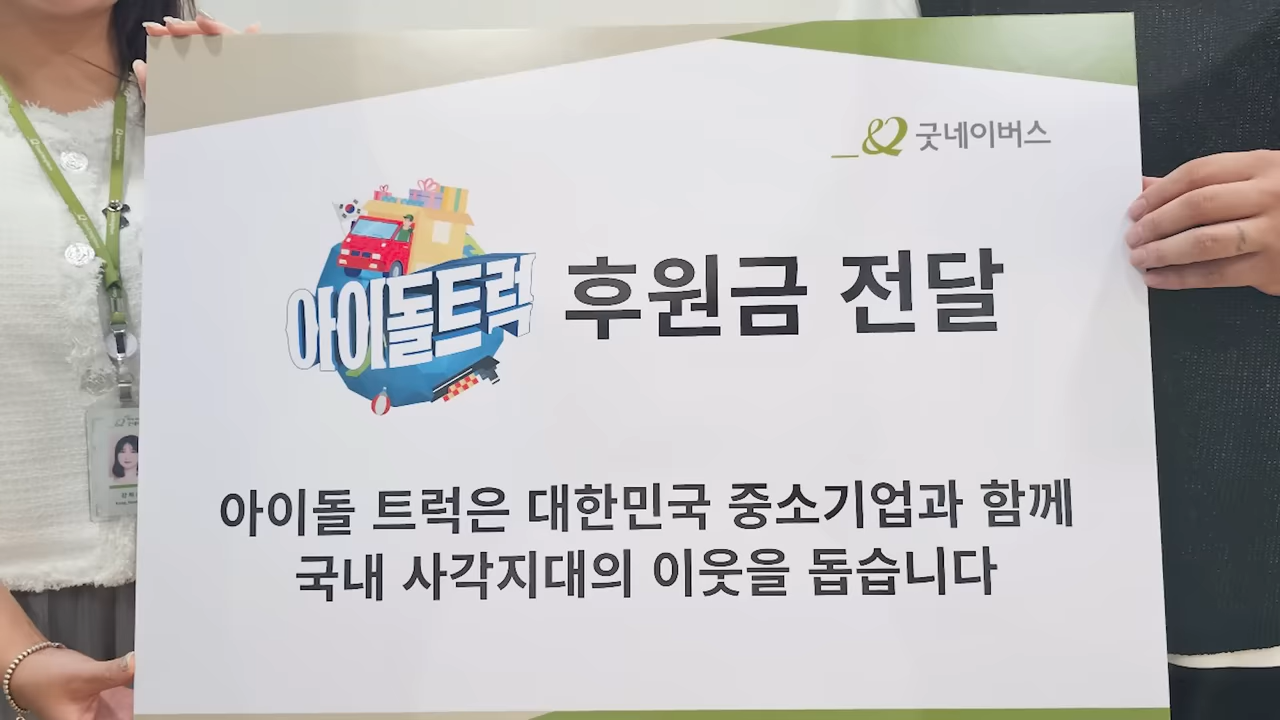 굿네이버스
아이돌트럭 후원금 전달
아이돌 트럭은 대한민국 중소기업과 함께
국내 사각지대의 이웃을 돕습니다